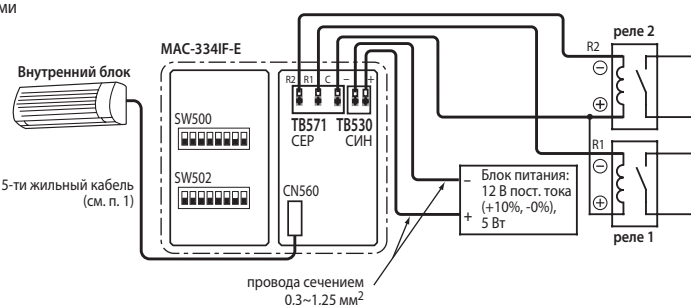 ми
реле 2
R2
MAC-334IF-E
Внутренний блок
R2 R1 C − +
⊖
⊕
SW500
TB571 TB530
СЕР СИН
R1
⊖
⊕
SW502
CN560
5-ти жильный кабель
(см. п. 1)
− Блок питания:
12 В пост. тока
(+10%, -0%),
+ 5 Вт
реле 1
провода сечением
0,3~1,25 мм²